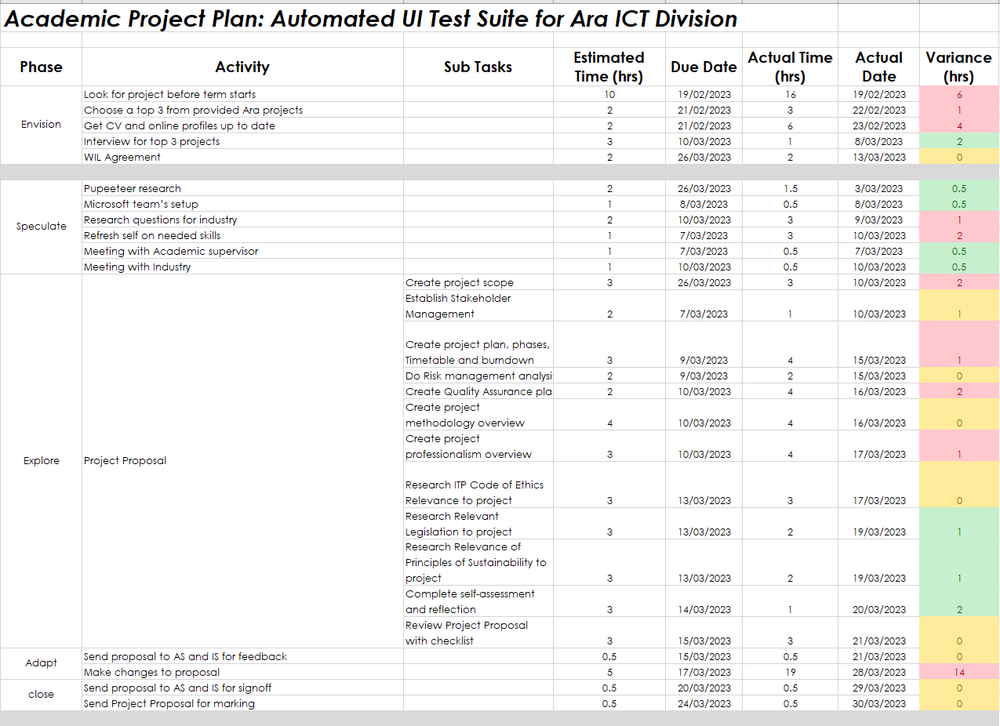 Academic Project Plan: Automated UI Test Suite for Ara ICT Division
Phase Activity Sub Tasks Estimated Time (hrs) Due Date Actual Time (hrs) Actual Date Variance (hrs)
Envision
Look for project before term starts 10 19/02/2023 16 19/02/2023 6
Choose a top 3 from provided Ara projects 2 21/02/2023 3 22/02/2023 1
Get CV and online profiles up to date 2 21/02/2023 6 23/02/2023 4
Interview for top 3 projects 3 10/03/2023 1 8/03/2023 2
WIL Agreement 2 26/03/2023 2 13/03/2023 0
Speculate
Pupeeteer research 2 26/03/2023 1.5 3/03/2023 0.5
Microsoft team's setup 1 8/03/2023 0.5 8/03/2023 0.5
Research questions for industry 2 10/03/2023 3 9/03/2023 1
Refresh self on needed skills 1 7/03/2023 3 10/03/2023 2
Meeting with Academic supervisor 1 7/03/2023 0.5 7/03/2023 0.5
Meeting with Industry 1 10/03/2023 0.5 10/03/2023 0.5
Explore
Project Proposal
Create project scope 3 26/03/2023 3 10/03/2023 2
Establish Stakeholder
Management 2 7/03/2023 1 10/03/2023 1
Create project plan, phases,
Timetable and burndown 3 9/03/2023 4 15/03/2023 1
Do Risk management analysi 2 9/03/2023 2 15/03/2023 0
Create Quality Assurance pla 2 10/03/2023 4 16/03/2023 2
Create project
methodology overview 4 10/03/2023 4 16/03/2023 0
Create project
professionalism overview 3 10/03/2023 4 17/03/2023 1
Research ITP Code of Ethics
Relevance to project 3 13/03/2023 3 17/03/2023 0
Research Relevant
Legislation to project 3 13/03/2023 2 19/03/2023 1
Research Relevance of
Principles of Sustainability to
project 3 13/03/2023 2 19/03/2023 1
Complete self-assessment
and reflection 3 14/03/2023 1 20/03/2023 2
Review Project Proposal
with checklist 3 15/03/2023 3 21/03/2023 0
Adapt
Send proposal to AS and IS for feedback 0.5 15/03/2023 0.5 21/03/2023 0
Make changes to proposal 5 17/03/2023 19 28/03/2023 14
close
Send proposal to AS and IS for signoff 0.5 20/03/2023 0.5 29/03/2023 0
Send Project Proposal for marking 0.5 24/03/2023 0.5 30/03/2023 0